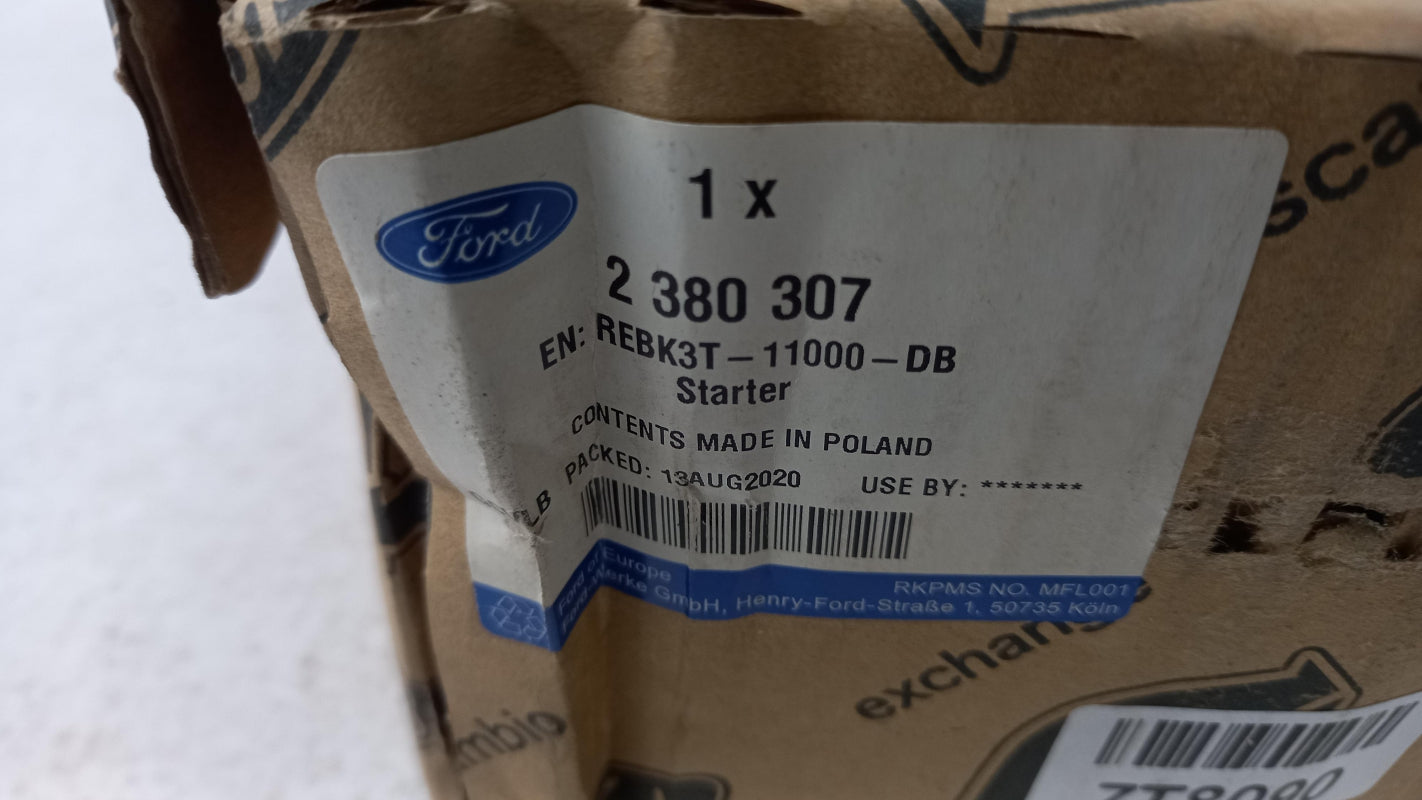 Ford
1 x
2 380 307
EN: REBK3T-11000-DB
Starter
CONTENTS MADE IN POLAND
PACKED: 13AUG2020 USE BY: *******
LB
Ford of Europe RKPMS NO. MFL001
Ford-Werke GmbH, Henry-Ford-Straße 1, 50735 Köln